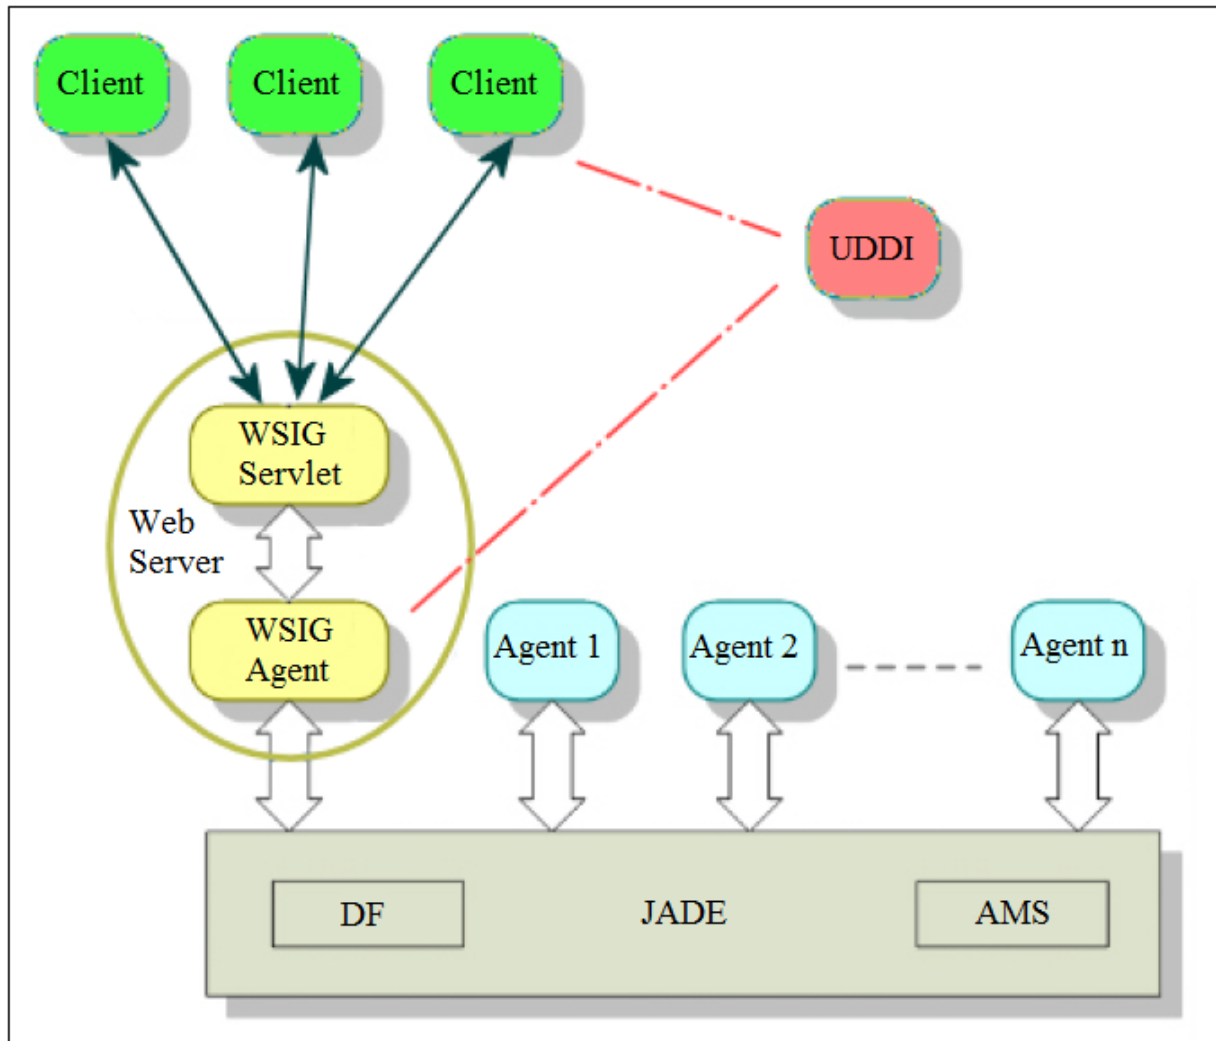 Client
Client
Client
UDDI
WSIG
Servlet
Web
Server
WSIG
Agent
Agent 1
Agent 2
Agent n
DF
JADE
AMS